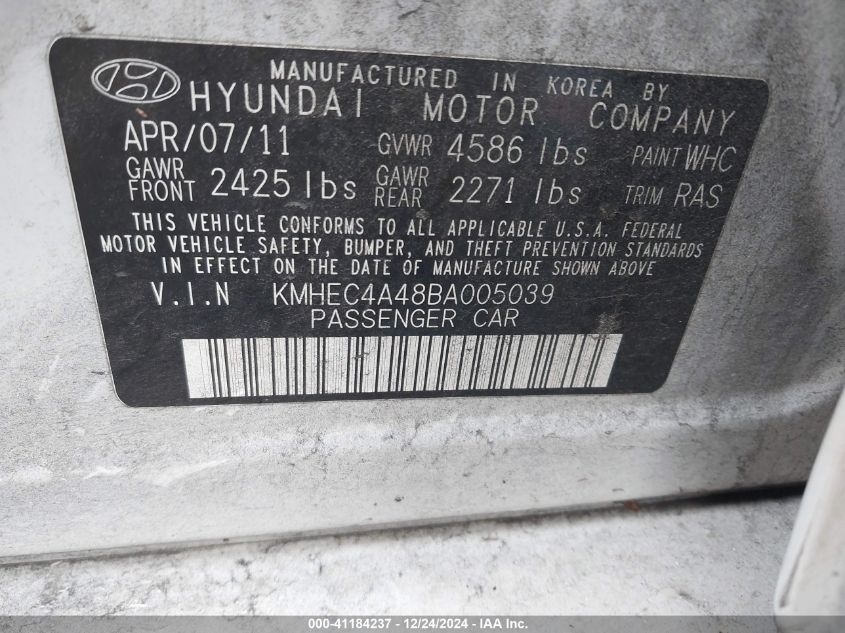 MANUFACTURED IN KOREA BY
HYUNDAI MOTOR COMPANY
APR/07/11 GVWR 4586 lbs PAINT WHC
GAWR FRONT 2425 lbs GAWR REAR 2271 lbs TRIM RAS
THIS VEHICLE CONFORMS TO ALL APPLICABLE U.S.A. FEDERAL
MOTOR VEHICLE SAFETY, BUMPER, AND THEFT PREVENTION STANDARDS
IN EFFECT ON THE DATE OF MANUFACTURE SHOWN ABOVE
V.I.N KMHEC4A48BA005039
PASSENGER CAR
000-41184237 - 12/24/2024 - IAA Inc.